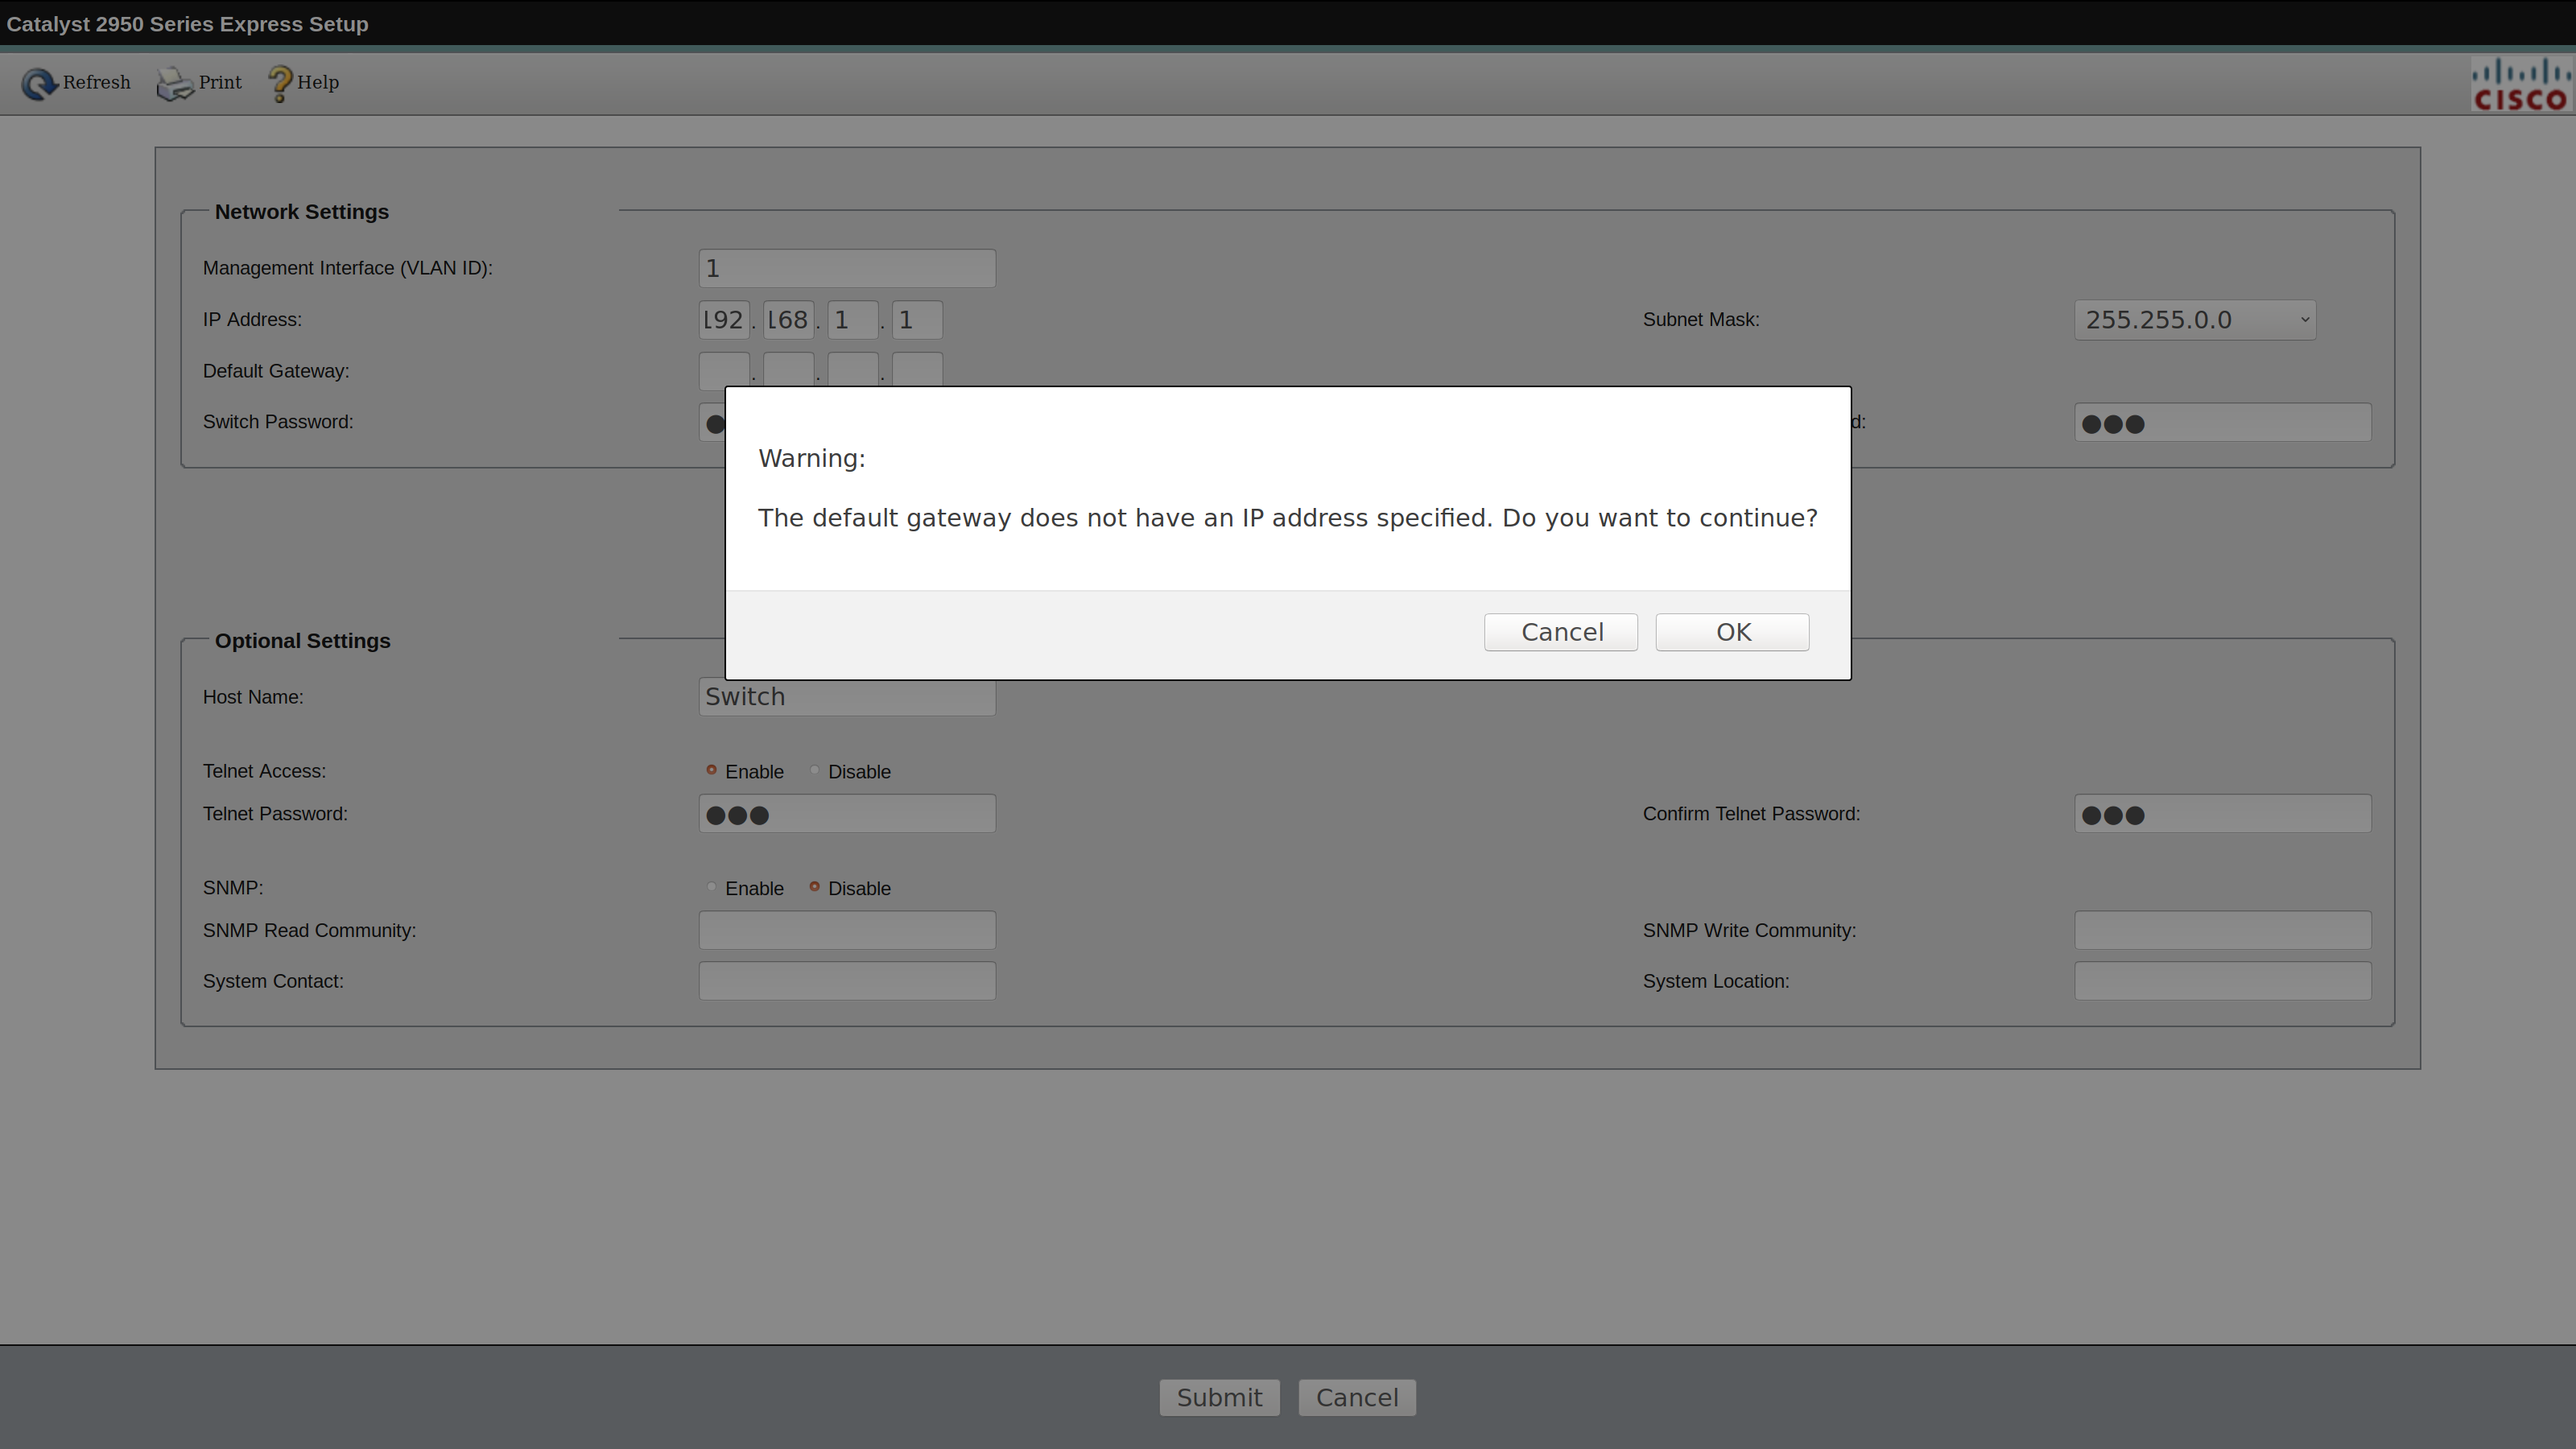 Catalyst 2950 Series Express Setup
Refresh Print Help
CISCO
Network Settings
Management Interface (VLAN ID): 1
IP Address: 192 . 168 . 1 . 1 Subnet Mask: 255.255.0.0
Default Gateway: . . .
Switch Password: d: ●●●
Warning:
The default gateway does not have an IP address specified. Do you want to continue?
Cancel OK
Optional Settings
Host Name: Switch
Telnet Access: Enable Disable
Telnet Password: ●●● Confirm Telnet Password: ●●●
SNMP: Enable Disable
SNMP Read Community: SNMP Write Community:
System Contact: System Location:
Submit Cancel